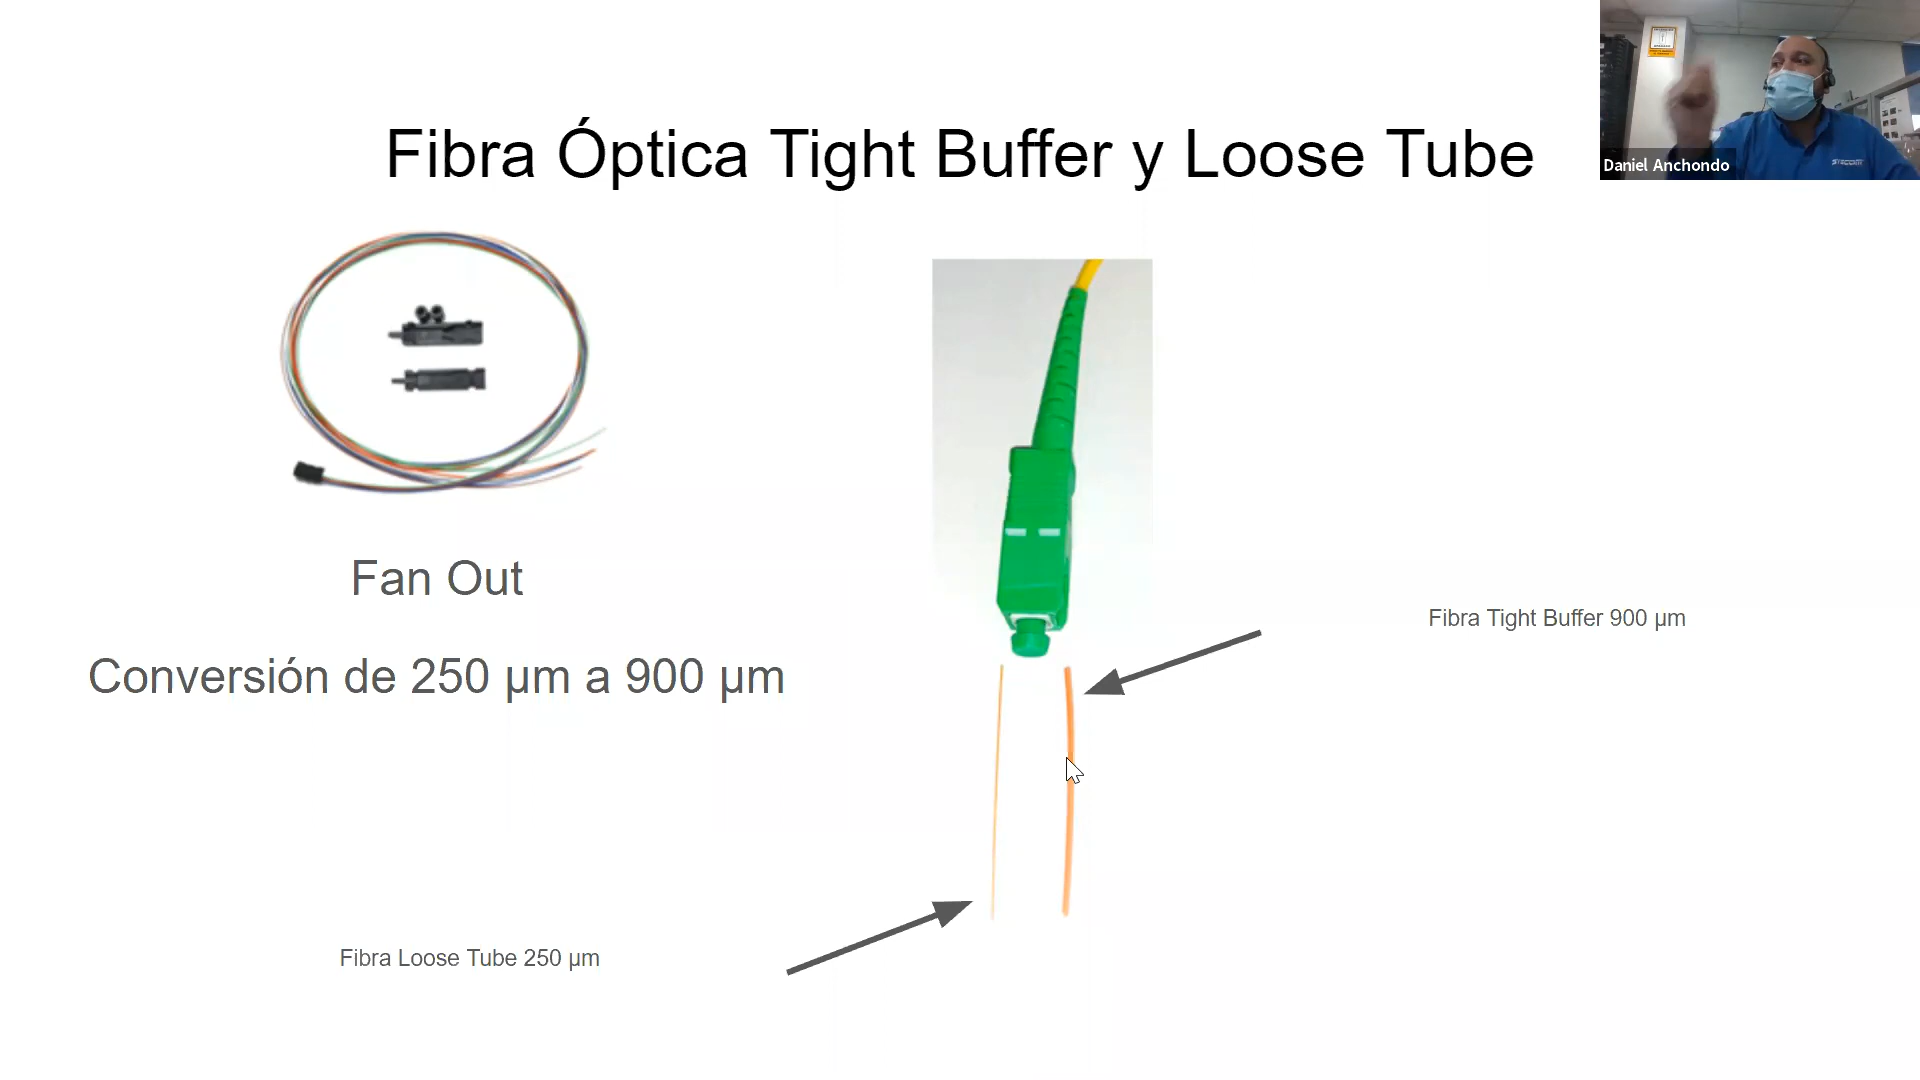 Fibra Óptica Tight Buffer y Loose Tube
Daniel Anchondo
Fan Out
Conversión de 250 µm a 900 µm
Fibra Tight Buffer 900 µm
Fibra Loose Tube 250 µm